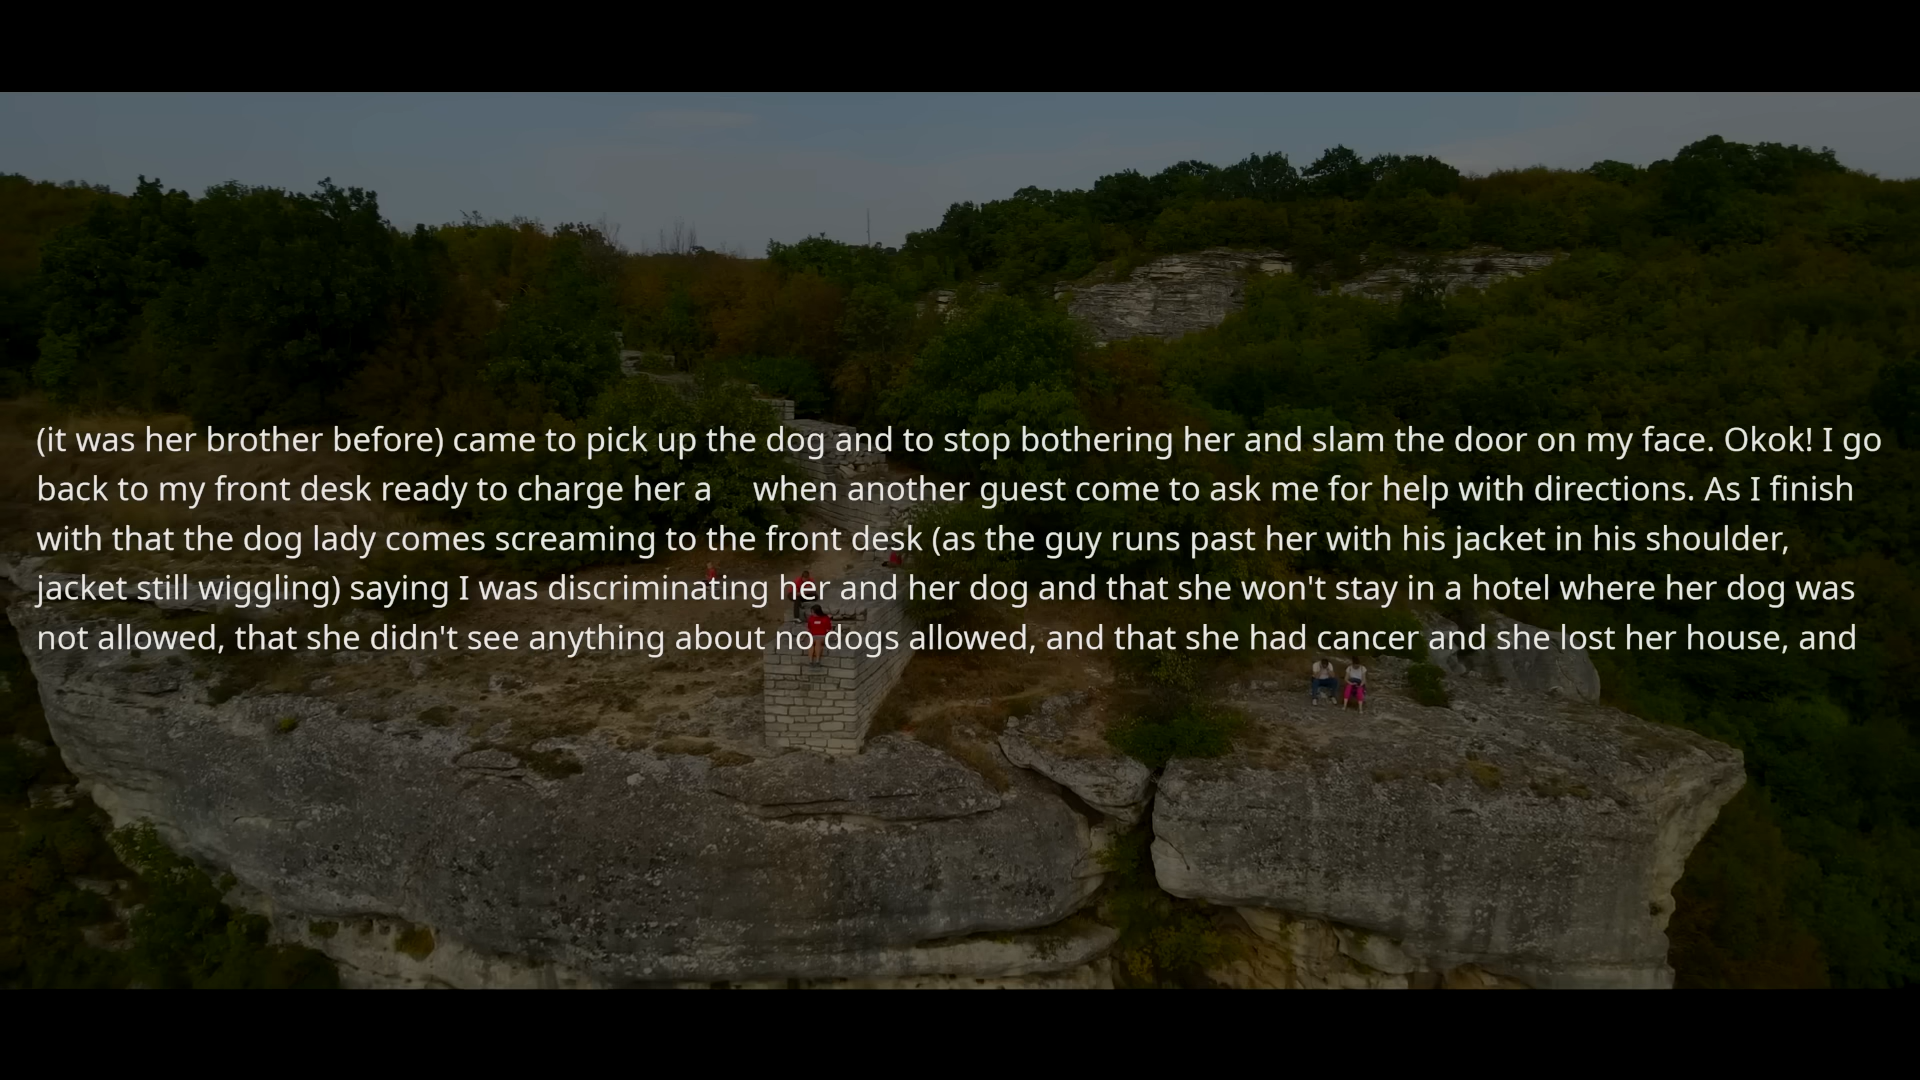 (it was her brother before) came to pick up the dog and to stop bothering her and slam the door on my face. Okok! I go
back to my front desk ready to charge her a when another guest come to ask me for help with directions. As I finish
with that the dog lady comes screaming to the front desk (as the guy runs past her with his jacket in his shoulder,
jacket still wiggling) saying I was discriminating her and her dog and that she won't stay in a hotel where her dog was
not allowed, that she didn't see anything about no dogs allowed, and that she had cancer and she lost her house, and